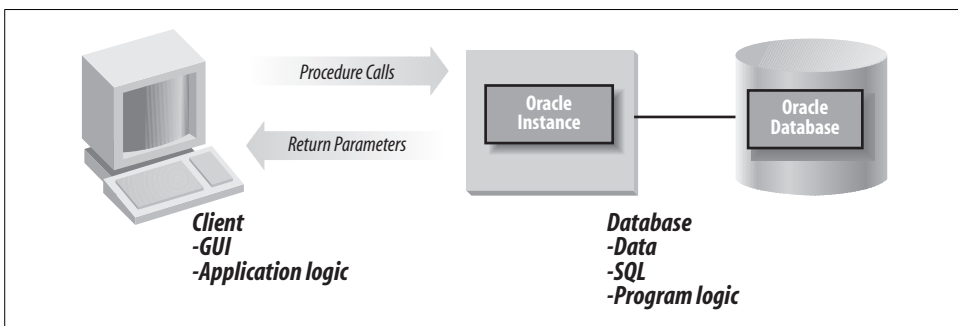 Procedure Calls
Return Parameters
Oracle
Instance
Oracle
Database
Client
-GUI
-Application logic
Database
-Data
-SQL
-Program logic